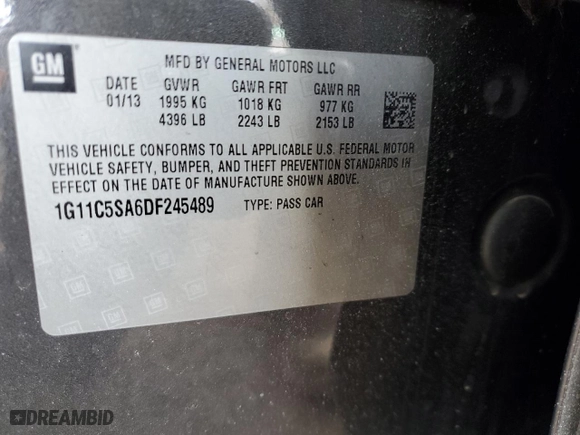 GM
MFD BY GENERAL MOTORS LLC
DATE GVWR GAWR FRT GAWR RR
01/13 1995 KG 1018 KG 977 KG
4396 LB 2243 LB 2153 LB
THIS VEHICLE CONFORMS TO ALL APPLICABLE U.S. FEDERAL MOTOR
VEHICLE SAFETY, BUMPER, AND THEFT PREVENTION STANDARDS IN
EFFECT ON THE DATE OF MANUFACTURE SHOWN ABOVE.
1G11C5SA6DF245489 TYPE: PASS CAR
DREAMBID